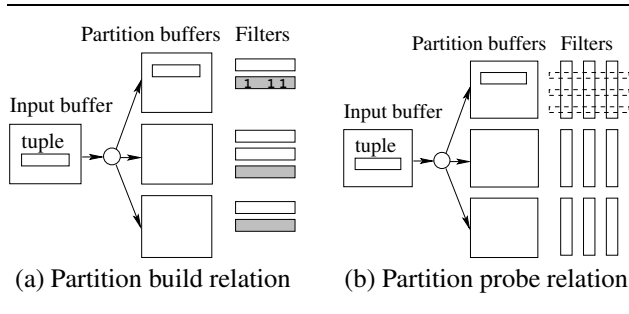 Partition buffers Filters
1 11
Input buffer
tuple
(a) Partition build relation
Partition buffers Filters
Input buffer
tuple
(b) Partition probe relation